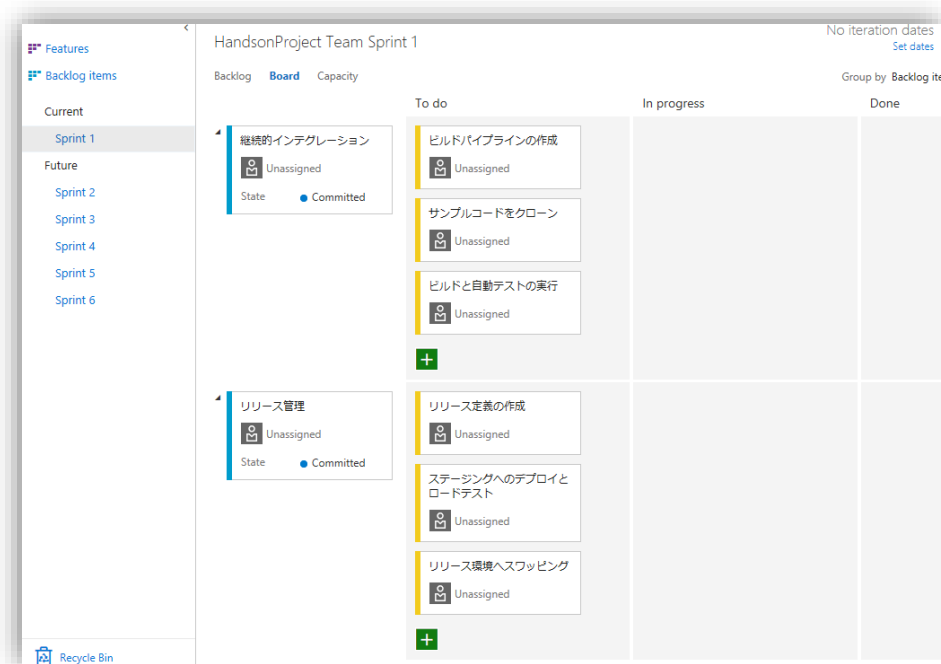 No iteration dates
Set dates
Features
Backlog items
Current
Sprint 1
Future
Sprint 2
Sprint 3
Sprint 4
Sprint 5
Sprint 6
Recycle Bin
HandsonProject Team Sprint 1
Backlog Board Capacity
Group by Backlog ite
To do In progress Done
継続的インテグレーション
Unassigned
State Committed
ビルドパイプラインの作成
Unassigned
サンプルコードをクローン
Unassigned
ビルドと自動テストの実行
Unassigned
リリース管理
Unassigned
State Committed
リリース定義の作成
Unassigned
ステージングへのデプロイと
ロードテスト
Unassigned
リリース環境へスワッピング
Unassigned